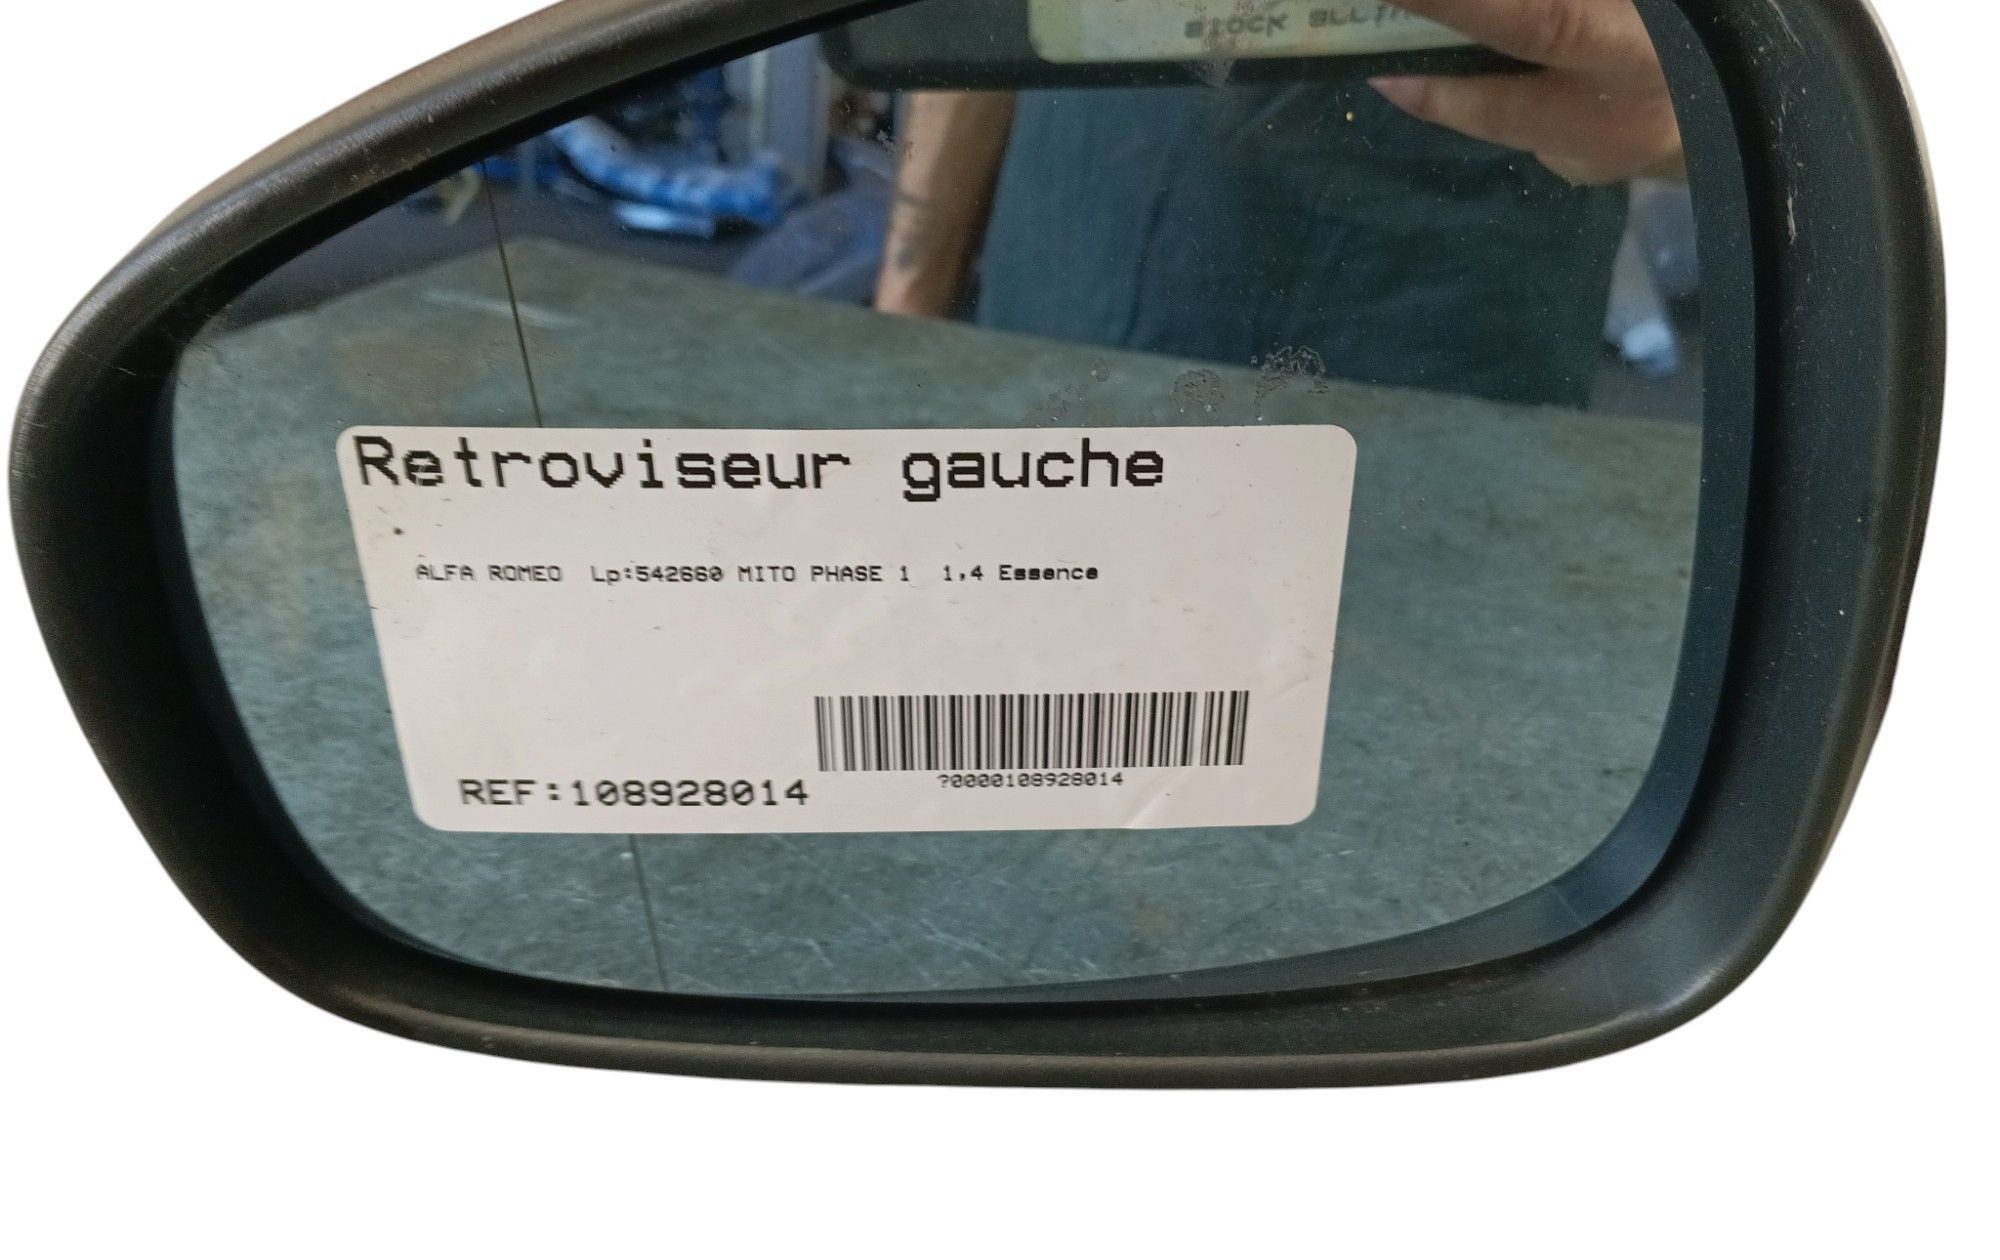 Retroviseur gauche
ALFA ROMEO Lp:542660 MITO PHASE 1 1,4 Essence
?0000108928014
REF:108928014